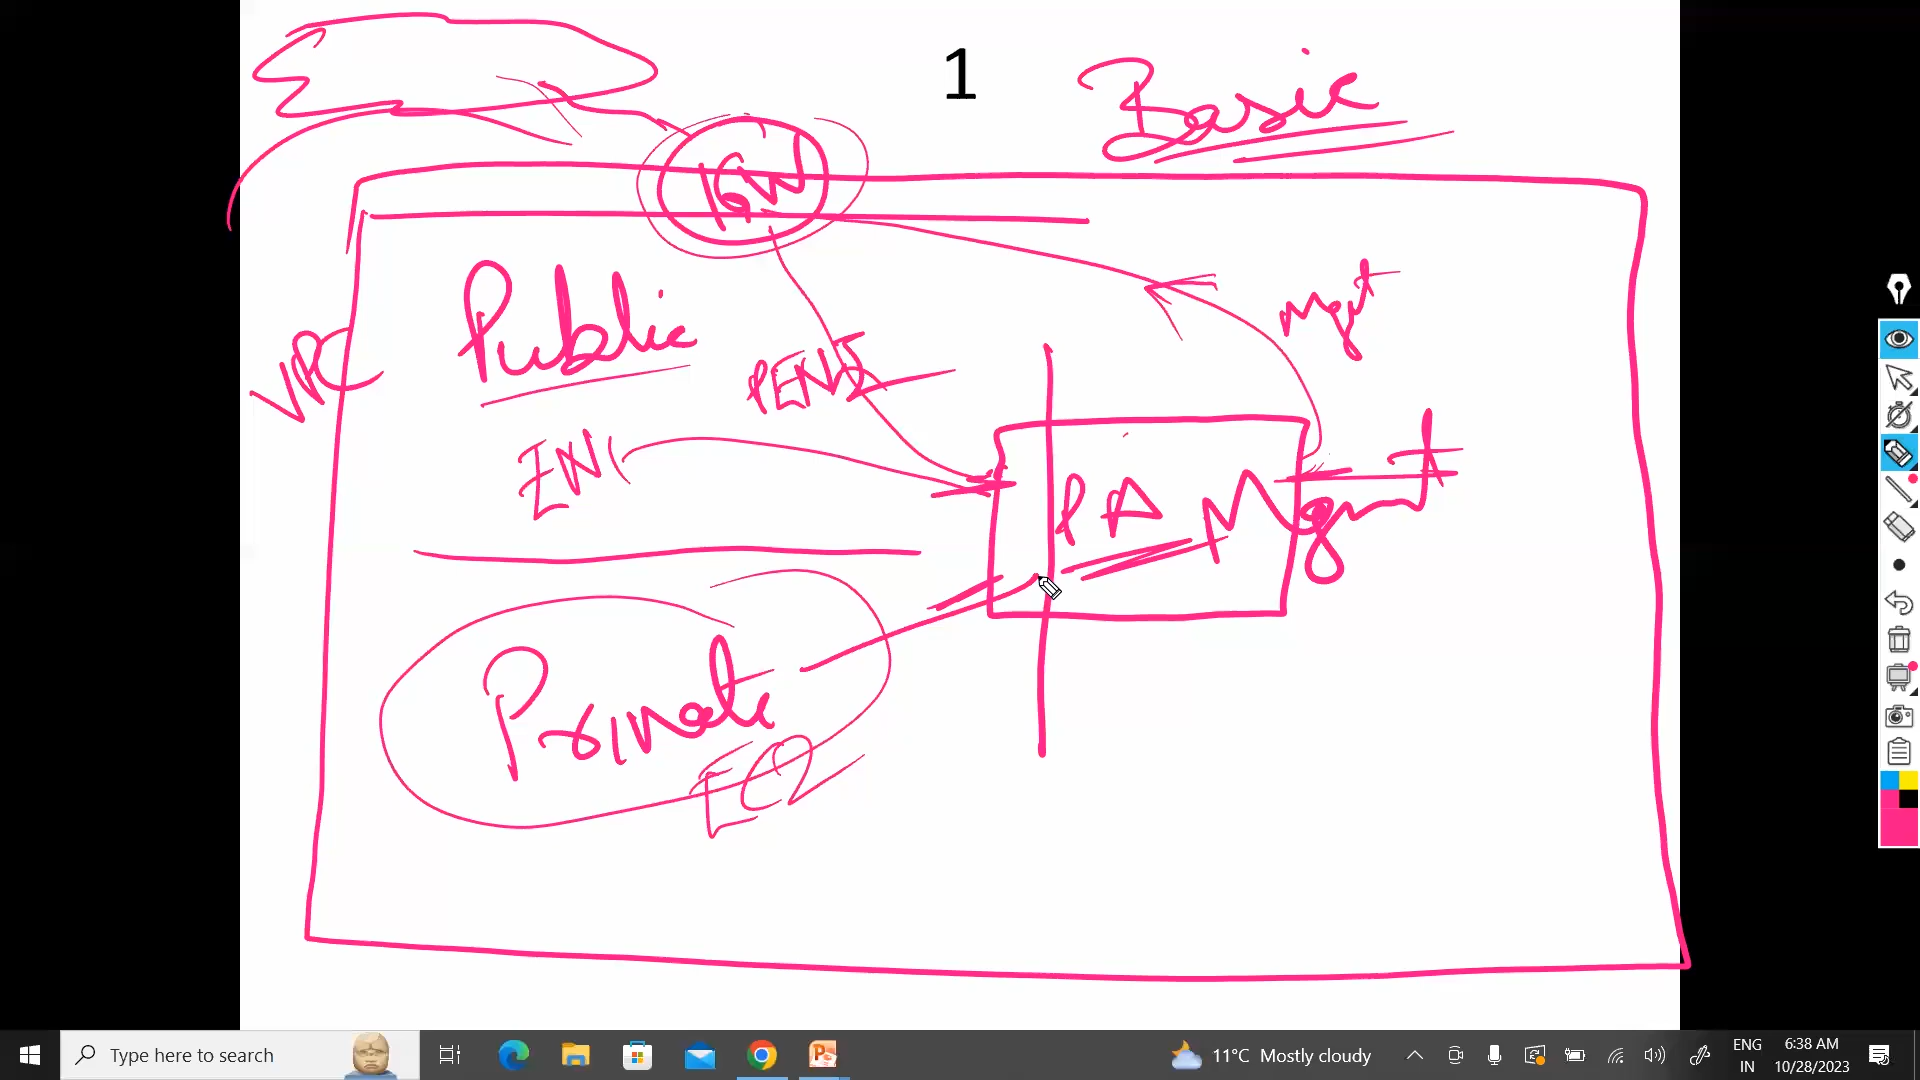 1
Basic
IGW
Mgmt
Public
VPC
PENI
ENI
PA
Mgmt
Private
EC2
Type here to search
11°C Mostly cloudy
ENG
IN
6:38 AM
10/28/2023